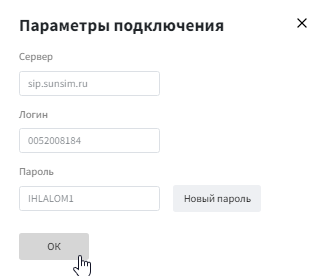 Параметры подключения
Сервер
sip.sunsim.ru
Логин
0052008184
Пароль
IHLALOM1
Новый пароль
ОК